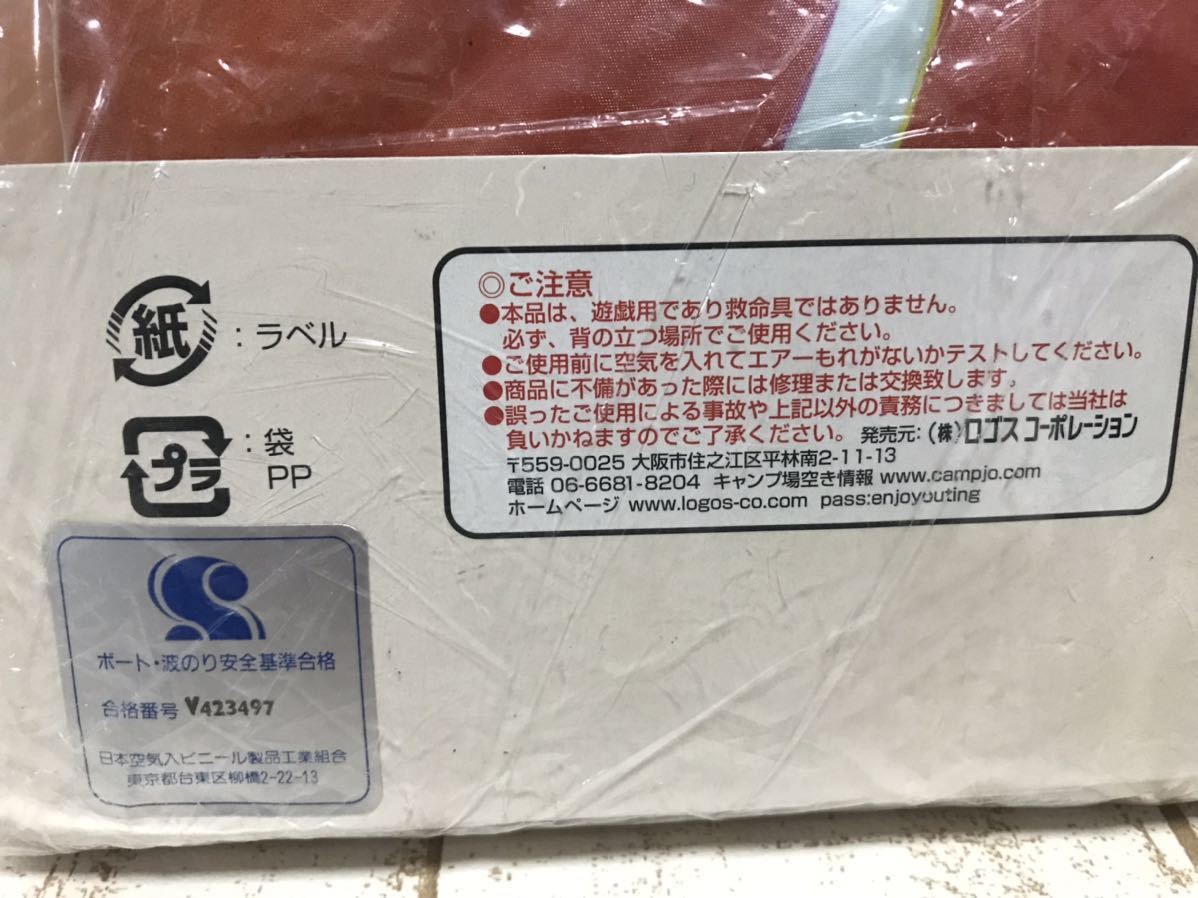 紙：ラベル
プラ：袋
PP
◎ご注意
●本品は、遊戯用であり救命具ではありません。
必ず、背の立つ場所でご使用ください。
●ご使用前に空気を入れてエアーもれがないかテストしてください。
●商品に不備があった際には修理または交換致します。
●誤ったご使用による事故や上記以外の責務につきましては当社は
負いかねますのでご了承ください。 発売元：(株)ロゴス コーポレーション
〒559-0025 大阪市住之江区平林南2-11-13
電話 06-6681-8204 キャンプ場空き情報 www.campjo.com
ホームページ www.logos-co.com pass:enjoyouting
ボート・波のり安全基準合格
合格番号 V423497
日本空気入ビニール製品工業組合
東京都台東区柳橋2-22-13